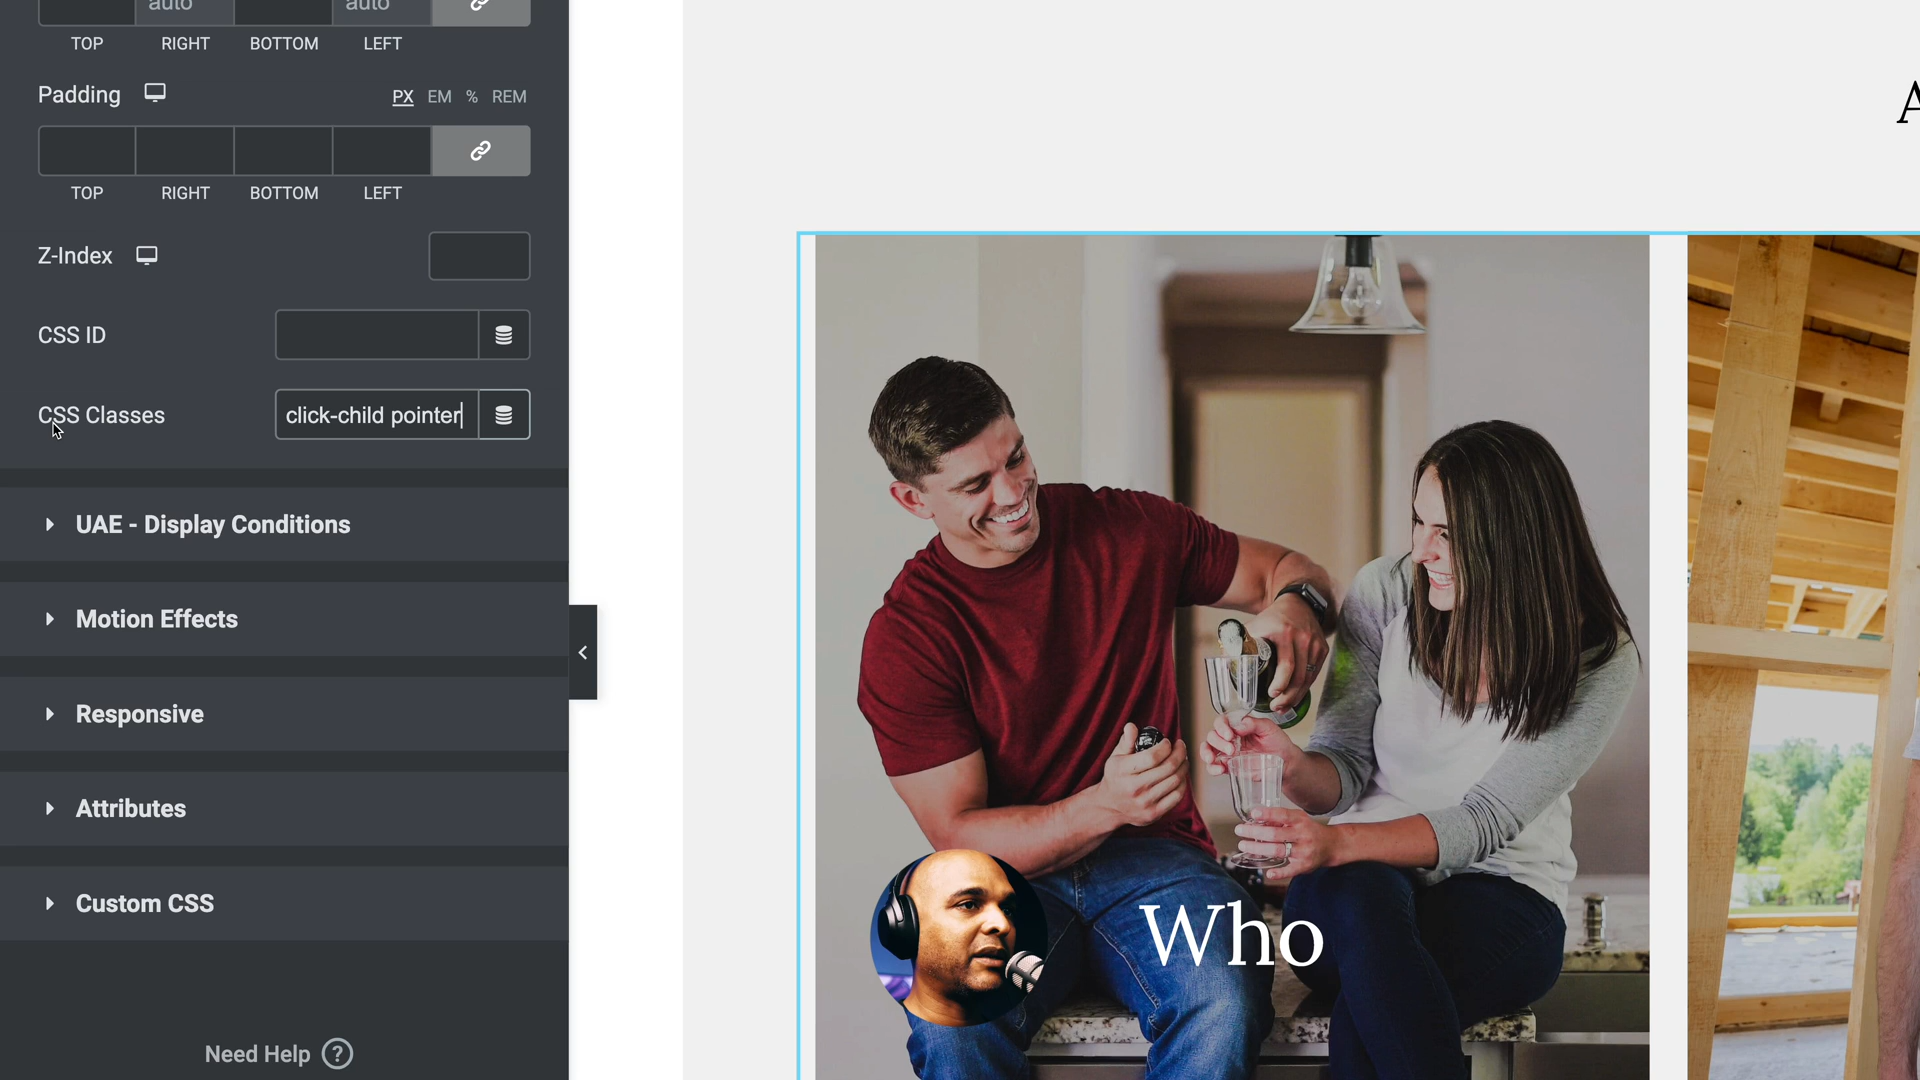 auto auto
TOP RIGHT BOTTOM LEFT
Padding PX EM % REM
TOP RIGHT BOTTOM LEFT
Z-Index
CSS ID
CSS Classes click-child pointer
UAE - Display Conditions
Motion Effects
Responsive
Attributes
Custom CSS
Need Help ?
A
Who